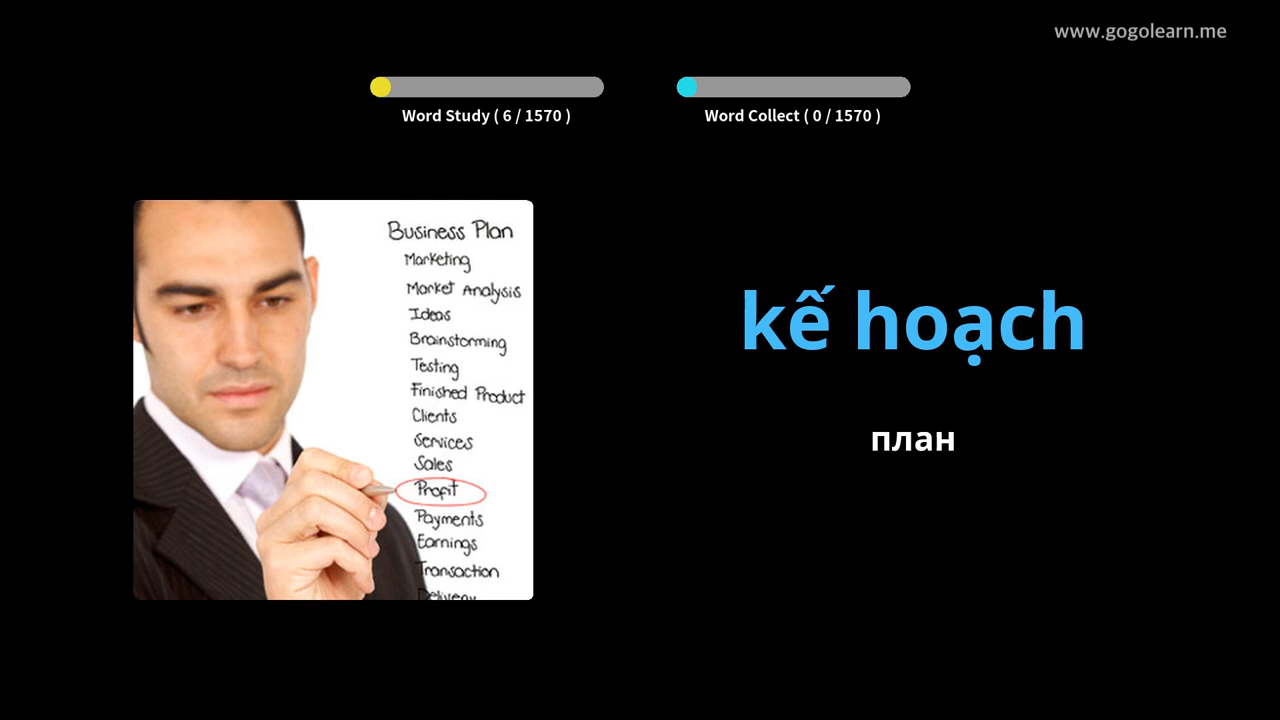 www.gogolearn.me
Word Study ( 6 / 1570 )
Word Collect ( 0 / 1570 )
Business Plan
Marketing
Market Analysis
Ideas
Brainstorming
Testing
Finished Product
Clients
Services
Sales
Profit
Payments
Earnings
Transaction
Delivery
kế hoạch
план